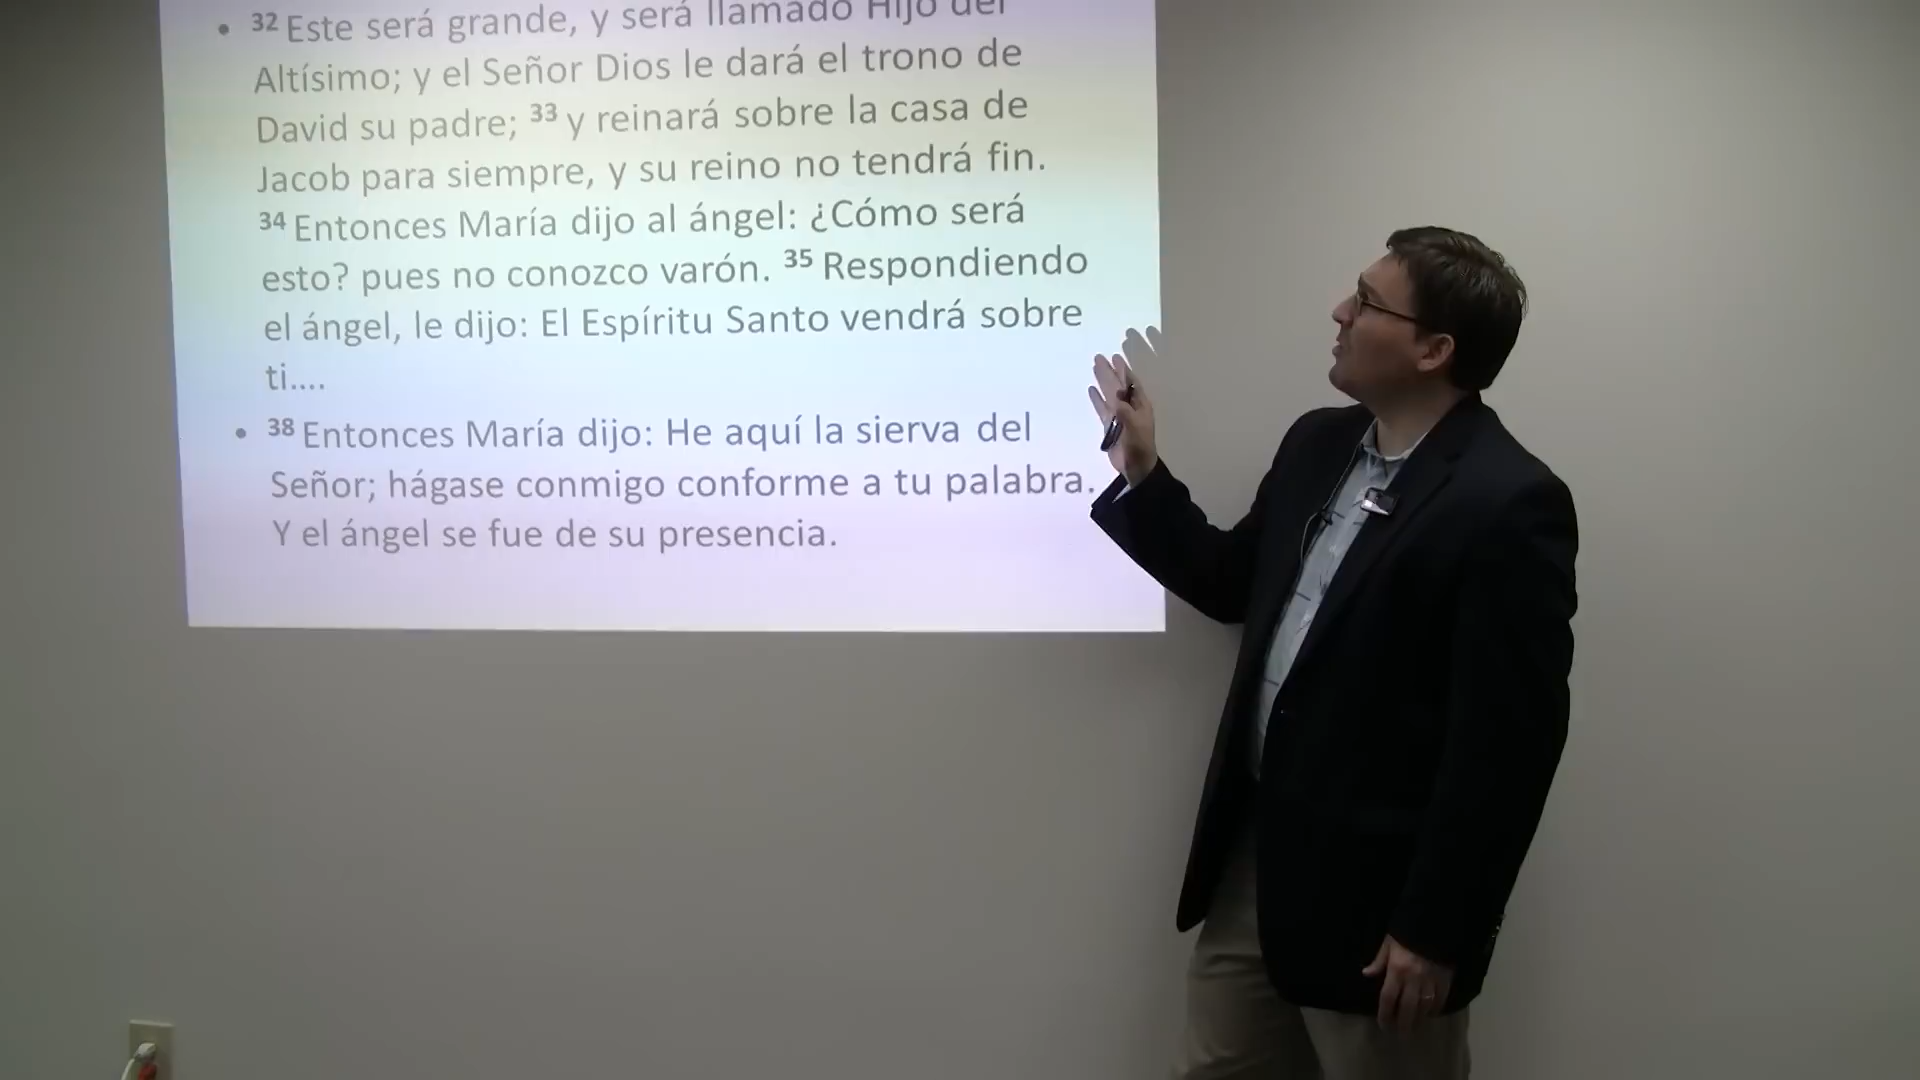 • 32 Este será grande, y será llamado Hijo del
Altísimo; y el Señor Dios le dará el trono de
David su padre; 33 y reinará sobre la casa de
Jacob para siempre, y su reino no tendrá fin.
34 Entonces María dijo al ángel: ¿Cómo será
esto? pues no conozco varón. 35 Respondiendo
el ángel, le dijo: El Espíritu Santo vendrá sobre
ti....
• 38 Entonces María dijo: He aquí la sierva del
Señor; hágase conmigo conforme a tu palabra.
Y el ángel se fue de su presencia.